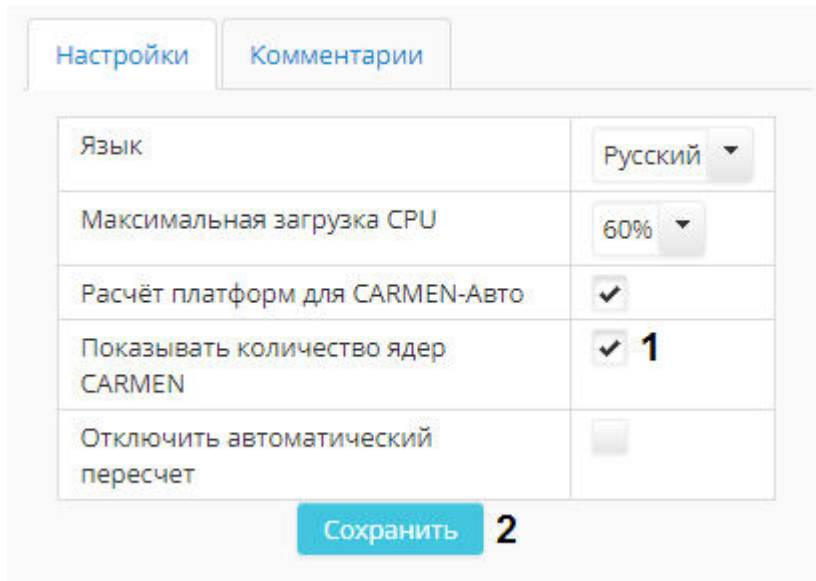 Настройки Комментарии
Язык Русский
Максимальная загрузка CPU 60%
Расчёт платформ для CARMEN-Авто
Показывать количество ядер 1
CARMEN
Отключить автоматический
пересчет
Сохранить 2